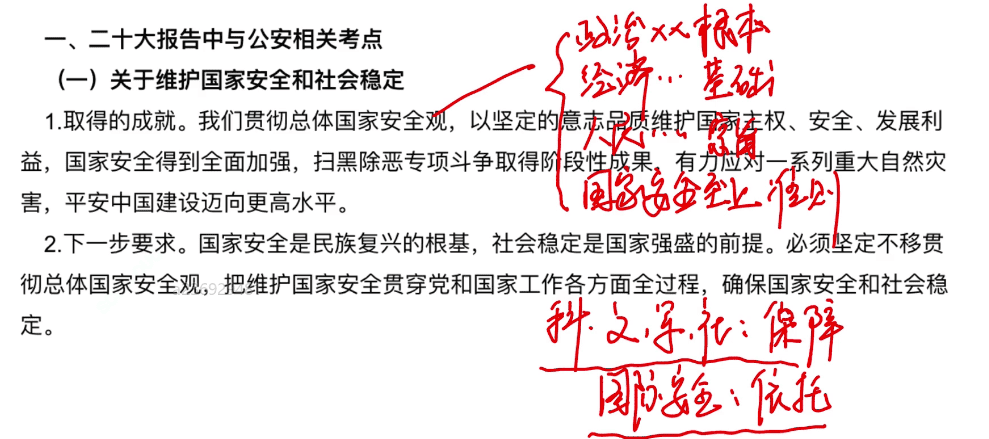 一、二十大报告中与公安相关考点
（一）关于维护国家安全和社会稳定
1.取得的成就。我们贯彻总体国家安全观，以坚定的意志品质维护国家主权、安全、发展利
益，国家安全得到全面加强，扫黑除恶专项斗争取得阶段性成果，有力应对一系列重大自然灾
害，平安中国建设迈向更高水平。
2.下一步要求。国家安全是民族复兴的根基，社会稳定是国家强盛的前提。必须坚定不移贯
彻总体国家安全观，把维护国家安全贯穿党和国家工作各方面全过程，确保国家安全和社会稳
定。
政治××根本
经济… 基础
人民… 宗旨
国家安全至上 准则
科.文.军.社：保障
国际安全：依托